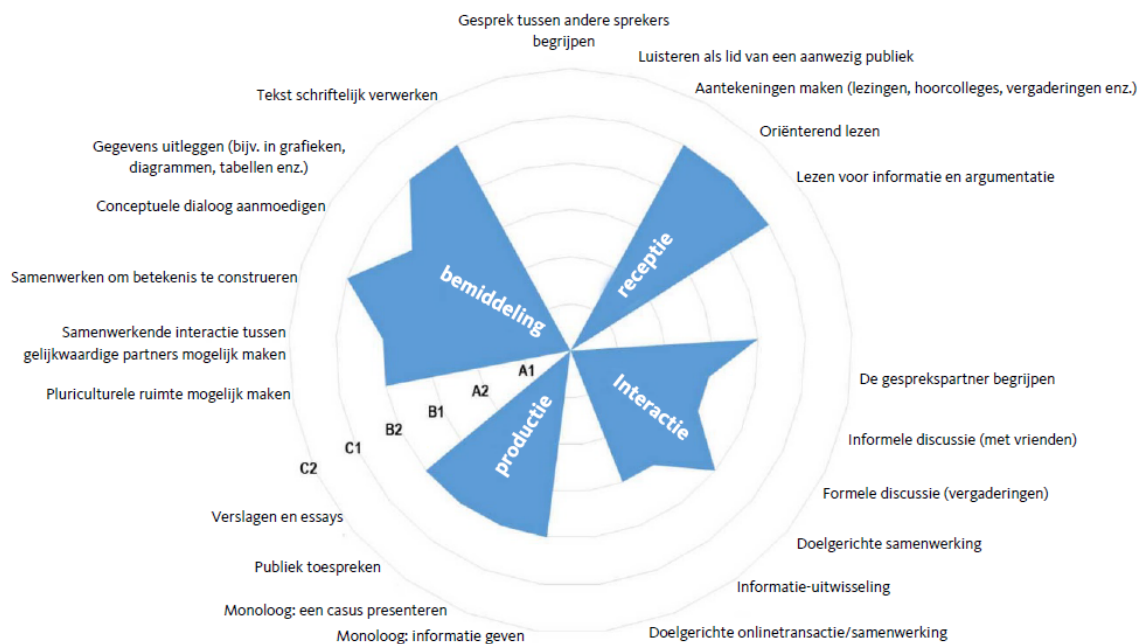 Gesprek tussen andere sprekers
begrijpen
Luisteren als lid van een aanwezig publiek
Aantekeningen maken (lezingen, hoorcolleges, vergaderingen enz.)
Oriënterend lezen
Lezen voor informatie en argumentatie
De gesprekspartner begrijpen
Informele discussie (met vrienden)
Formele discussie (vergaderingen)
Doelgerichte samenwerking
Informatie-uitwisseling
Doelgerichte onlinetransactie/samenwerking
Monoloog: informatie geven
Monoloog: een casus presenteren
Publiek toespreken
Verslagen en essays
Pluriculturele ruimte mogelijk maken
Samenwerkende interactie tussen
gelijkwaardige partners mogelijk maken
Samenwerken om betekenis te construeren
Conceptuele dialoog aanmoedigen
Gegevens uitleggen (bijv. in grafieken,
diagrammen, tabellen enz.)
Tekst schriftelijk verwerken
receptie
Interactie
productie
bemiddeling
A1
A2
B1
B2
C1
C2